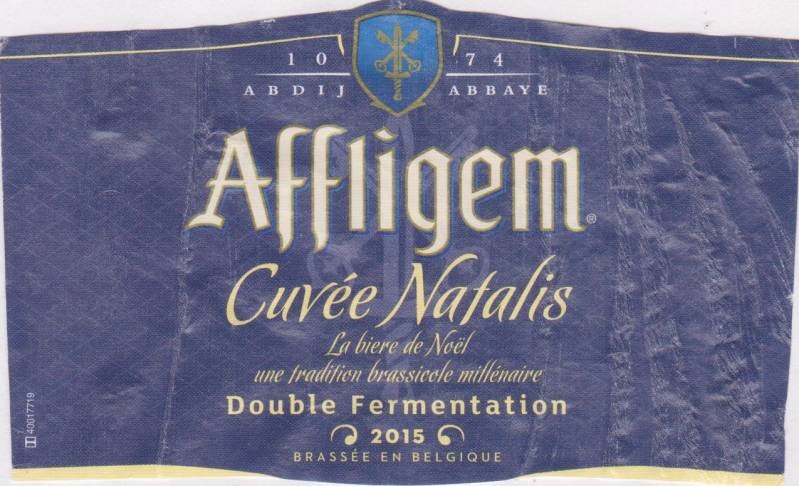 10 74
ABDIJ ABBAYE
Affligem®
Cuvée Natalis
La biere de Noël
une tradition brassicole millénaire
Double Fermentation
2015
BRASSÉE EN BELGIQUE
40017719